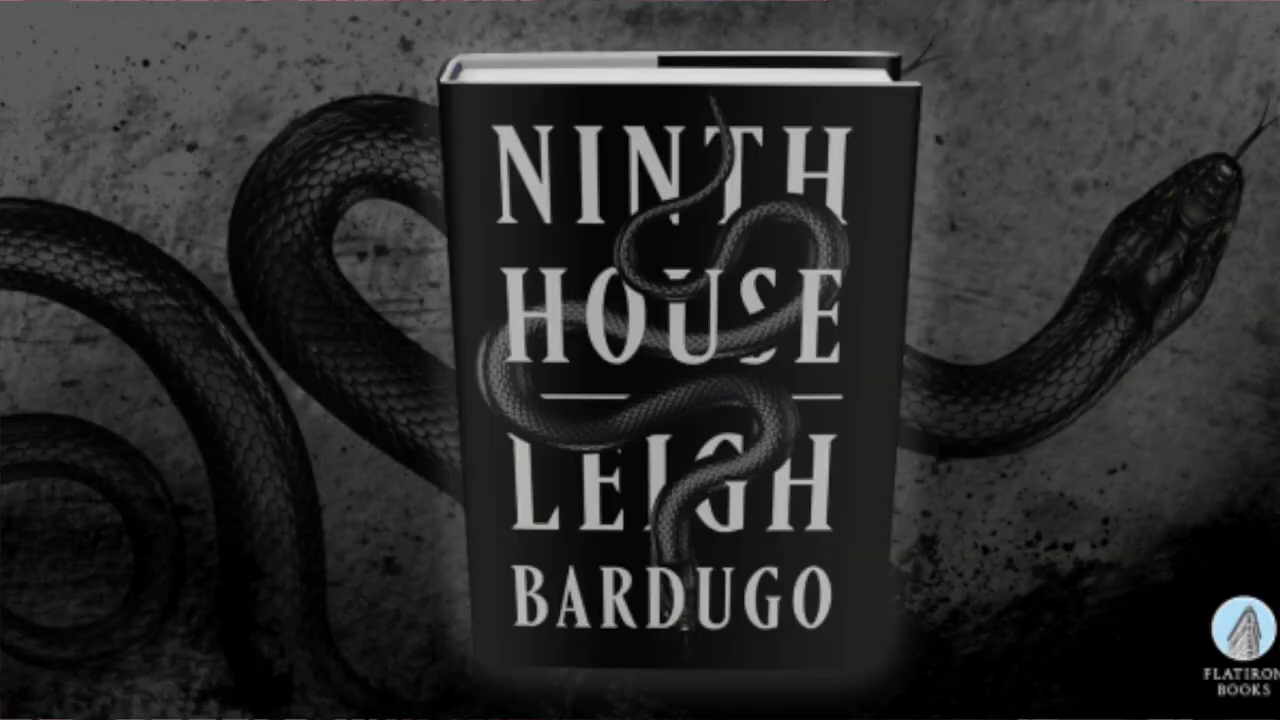 NINTH
HOUSE
LEIGH
BARDUGO
FLATIRON
BOOKS